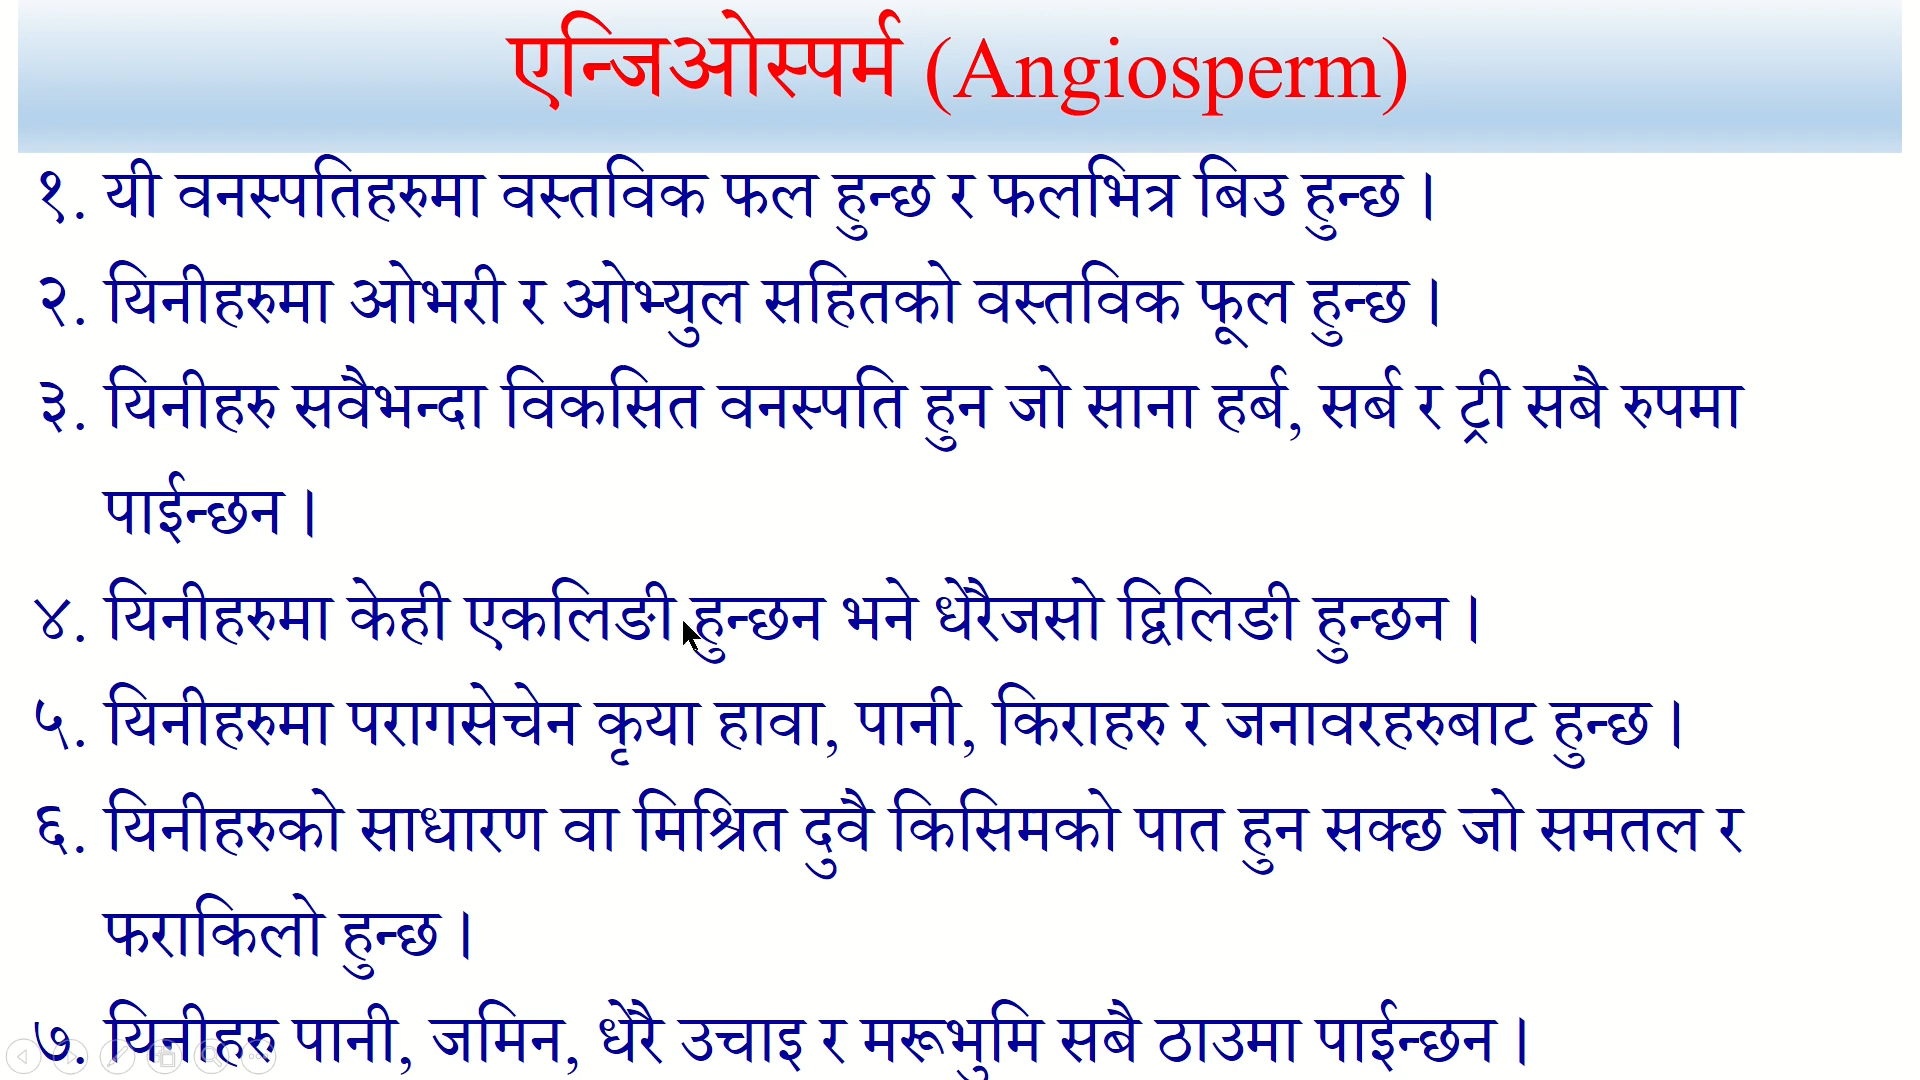 एन्जिओस्पर्म (Angiosperm)
१. यी वनस्पतिहरुमा वस्तविक फल हुन्छ र फलभित्र बिउ हुन्छ।
२. यिनीहरुमा ओभरी र ओभ्युल सहितको वस्तविक फूल हुन्छ।
३. यिनीहरु सवैभन्दा विकसित वनस्पति हुन जो साना हर्ब, सर्ब र ट्री सबै रुपमा
पाईन्छन।
४. यिनीहरुमा केही एकलिङी हुन्छन भने धेरैजसो द्विलिङी हुन्छन।
५. यिनीहरुमा परागसेचेन कृया हावा, पानी, किराहरु र जनावरहरुबाट हुन्छ।
६. यिनीहरुको साधारण वा मिश्रित दुवै किसिमको पात हुन सक्छ जो समतल र
फराकिलो हुन्छ।
७. यिनीहरु पानी, जमिन, धेरै उचाइ र मरूभुमि सबै ठाउमा पाईन्छन।